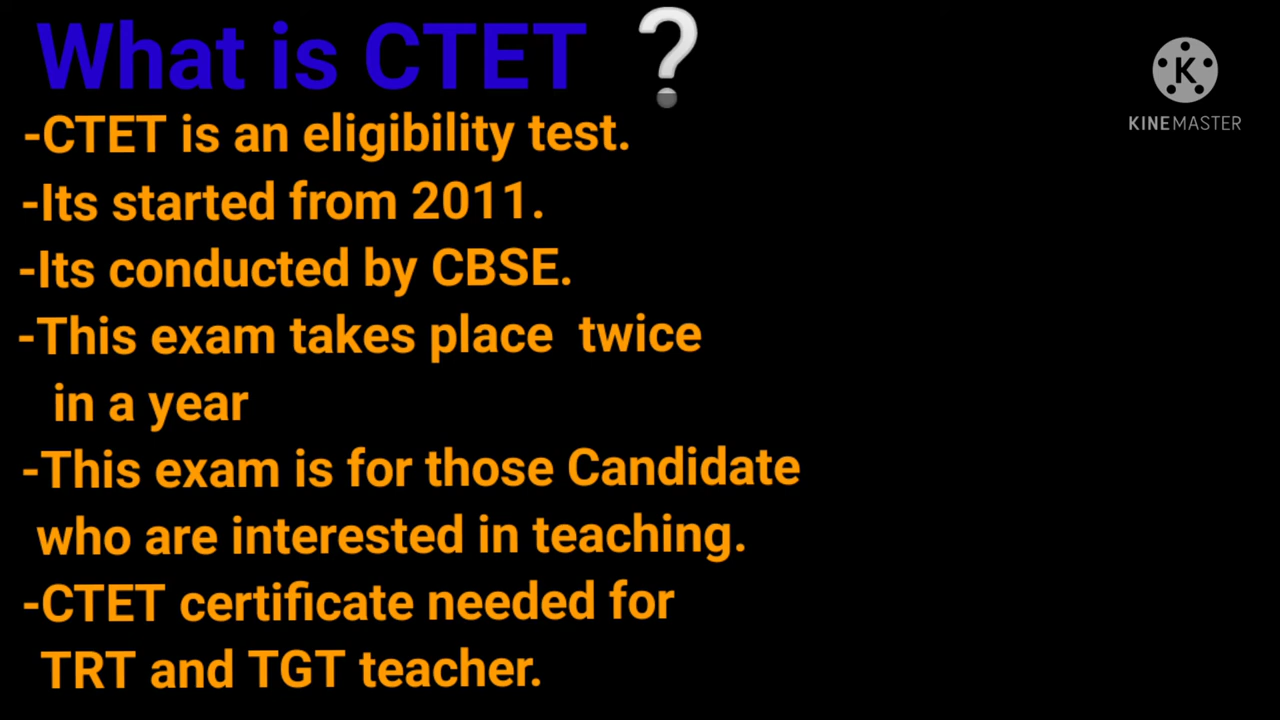 What is CTET ?
KINEMASTER
-CTET is an eligibility test.
-Its started from 2011.
-Its conducted by CBSE.
-This exam takes place twice
in a year
-This exam is for those Candidate
who are interested in teaching.
-CTET certificate needed for
TRT and TGT teacher.